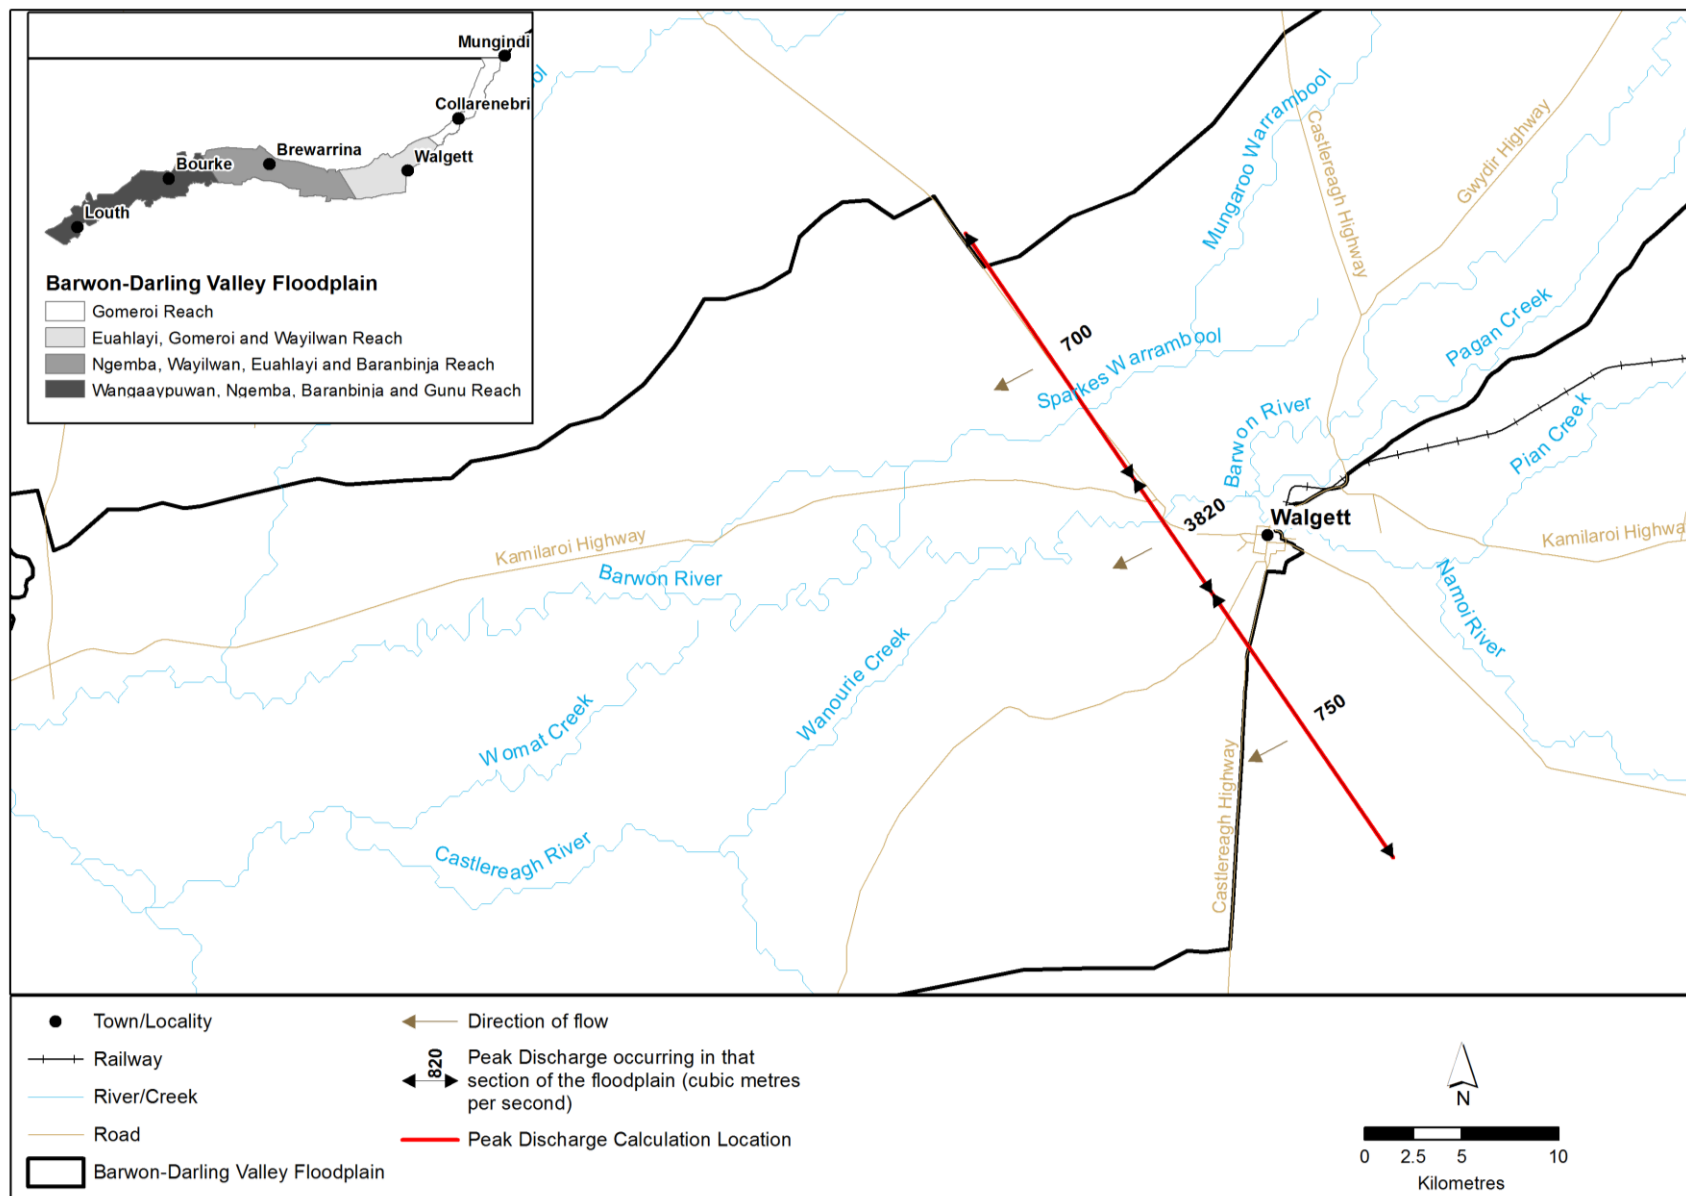 Mungindi
Collarenebri
Walgett
Brewarrina
Bourke
Louth
Barwon-Darling Valley Floodplain
Gomeroi Reach
Euahlayi, Gomeroi and Wayilwan Reach
Ngemba, Wayilwan, Euahlayi and Baranbinja Reach
Wangaaypuwan, Ngemba, Baranbinja and Gunu Reach
ool
Mungaroo Warrambool
Castlereagh Highway
Gwydir Highway
Pagan Creek
Pian Creek
700
Sparkes Warrambool
Barwon River
3820
Walgett
Kamilaroi Highway
Kamilaroi Highway
Barwon River
Namoi River
Wanourie Creek
Womat Creek
750
Castlereagh River
Castlereagh Highway
Town/Locality
Railway
River/Creek
Road
Barwon-Darling Valley Floodplain
Direction of flow
820
Peak Discharge occurring in that
section of the floodplain (cubic metres
per second)
Peak Discharge Calculation Location
N
0 2.5 5 10
Kilometres